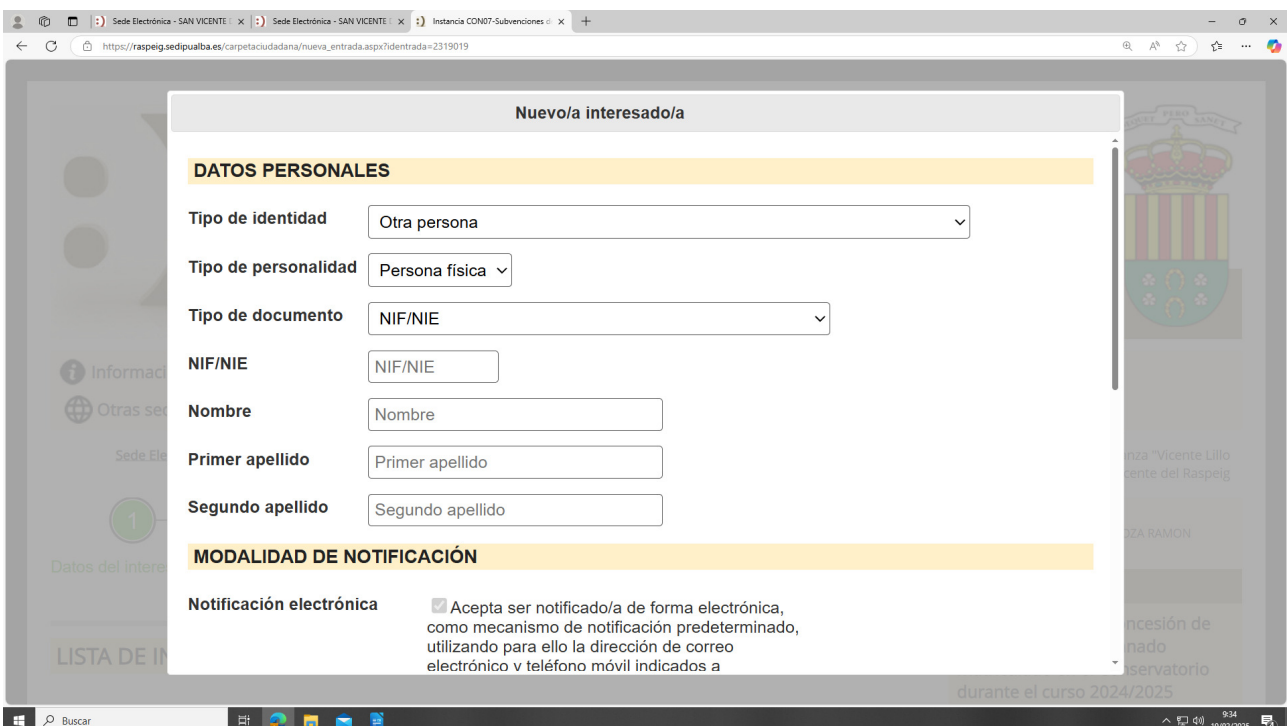 Sede Electrónica - SAN VICENTE
Sede Electrónica - SAN VICENTE
Instancia CON07-Subvenciones d
https://raspeig.sedipualba.es/carpetaciudadana/nueva_entrada.aspx?identrada=2319019
Nuevo/a interesado/a
DATOS PERSONALES
Tipo de identidad
Otra persona
Tipo de personalidad
Persona física
Tipo de documento
NIF/NIE
NIF/NIE
NIF/NIE
Nombre
Nombre
Primer apellido
Primer apellido
Segundo apellido
Segundo apellido
MODALIDAD DE NOTIFICACIÓN
Notificación electrónica
Acepta ser notificado/a de forma electrónica,
como mecanismo de notificación predeterminado,
utilizando para ello la dirección de correo
electrónico y teléfono móvil indicados a
PERO
Informaci
Otras sed
Sede Ele
1
Datos del intere
LISTA DE IN
nza "Vicente Lillo
cente del Raspeig
OZA RAMON
ncesión de
nado
nservatorio
durante el curso 2024/2025
Buscar
9:34